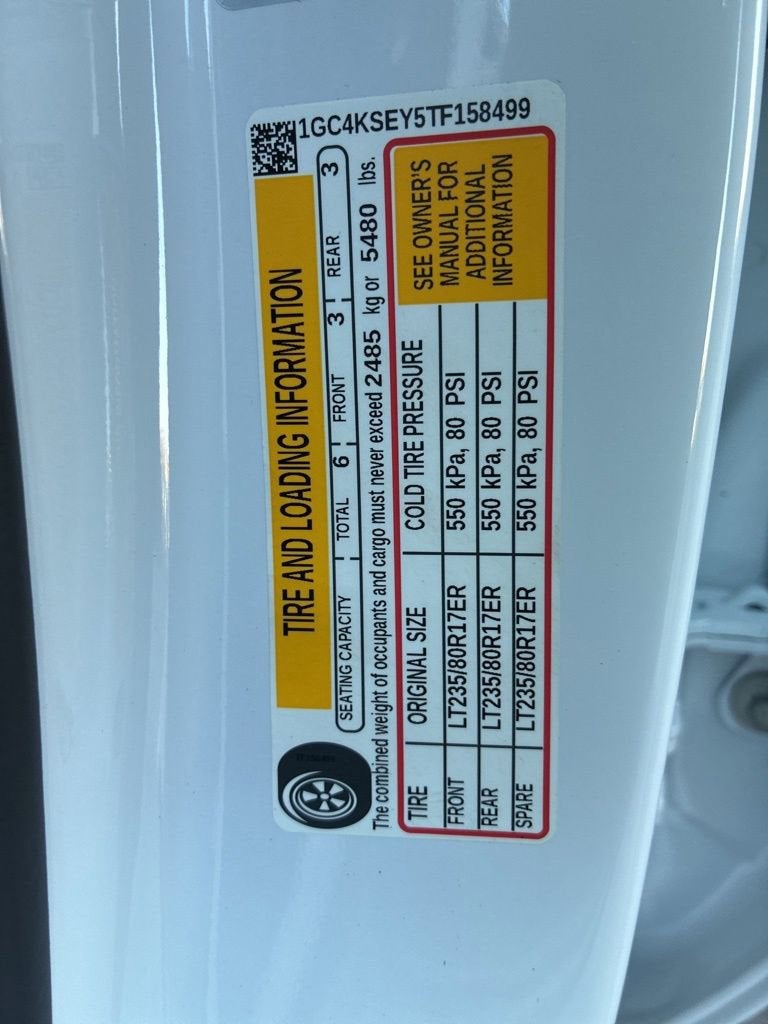 1GC4KSEY5TF158499
TIRE AND LOADING INFORMATION
SEATING CAPACITY TOTAL 6 FRONT 3 REAR 3
The combined weight of occupants and cargo must never exceed 2485 kg or 5480 lbs.
TIRE ORIGINAL SIZE COLD TIRE PRESSURE
FRONT LT235/80R17ER 550 kPa, 80 PSI
REAR LT235/80R17ER 550 kPa, 80 PSI
SPARE LT235/80R17ER 550 kPa, 80 PSI
SEE OWNER'S
MANUAL FOR
ADDITIONAL
INFORMATION